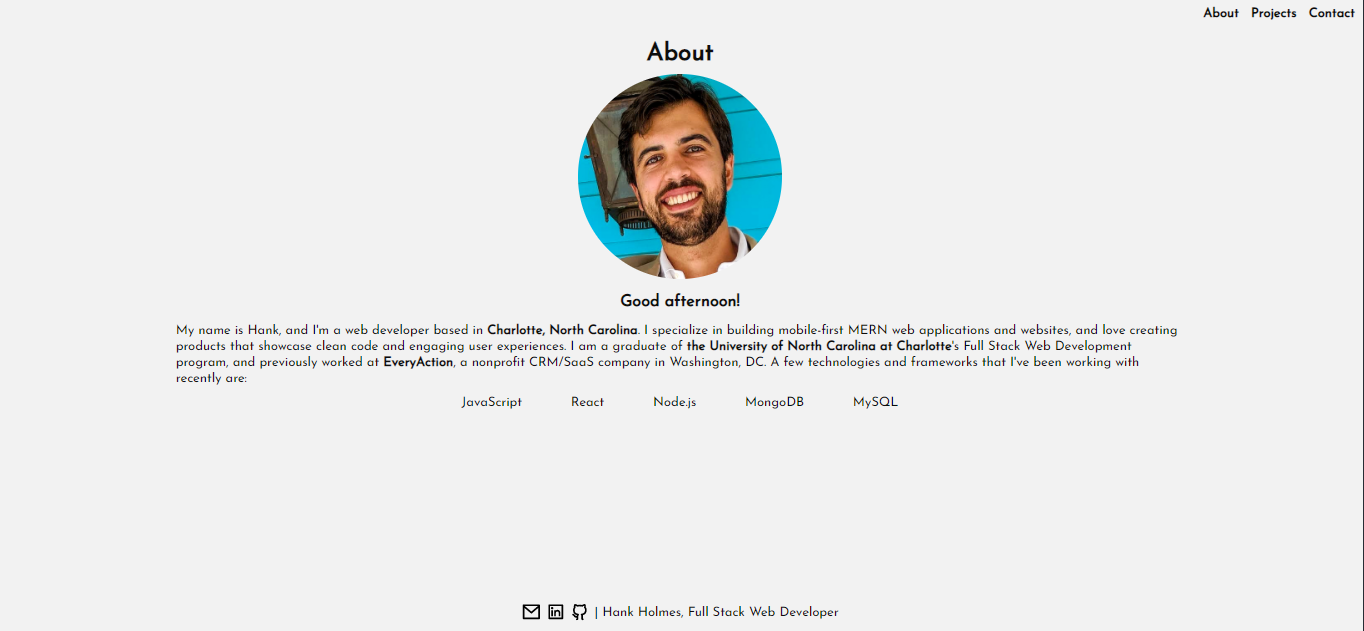 About Projects Contact
About
Good afternoon!
My name is Hank, and I'm a web developer based in Charlotte, North Carolina. I specialize in building mobile-first MERN web applications and websites, and love creating
products that showcase clean code and engaging user experiences. I am a graduate of the University of North Carolina at Charlotte's Full Stack Web Development
program, and previously worked at EveryAction, a nonprofit CRM/SaaS company in Washington, DC. A few technologies and frameworks that I've been working with
recently are:
JavaScript React Node.js MongoDB MySQL
in | Hank Holmes, Full Stack Web Developer